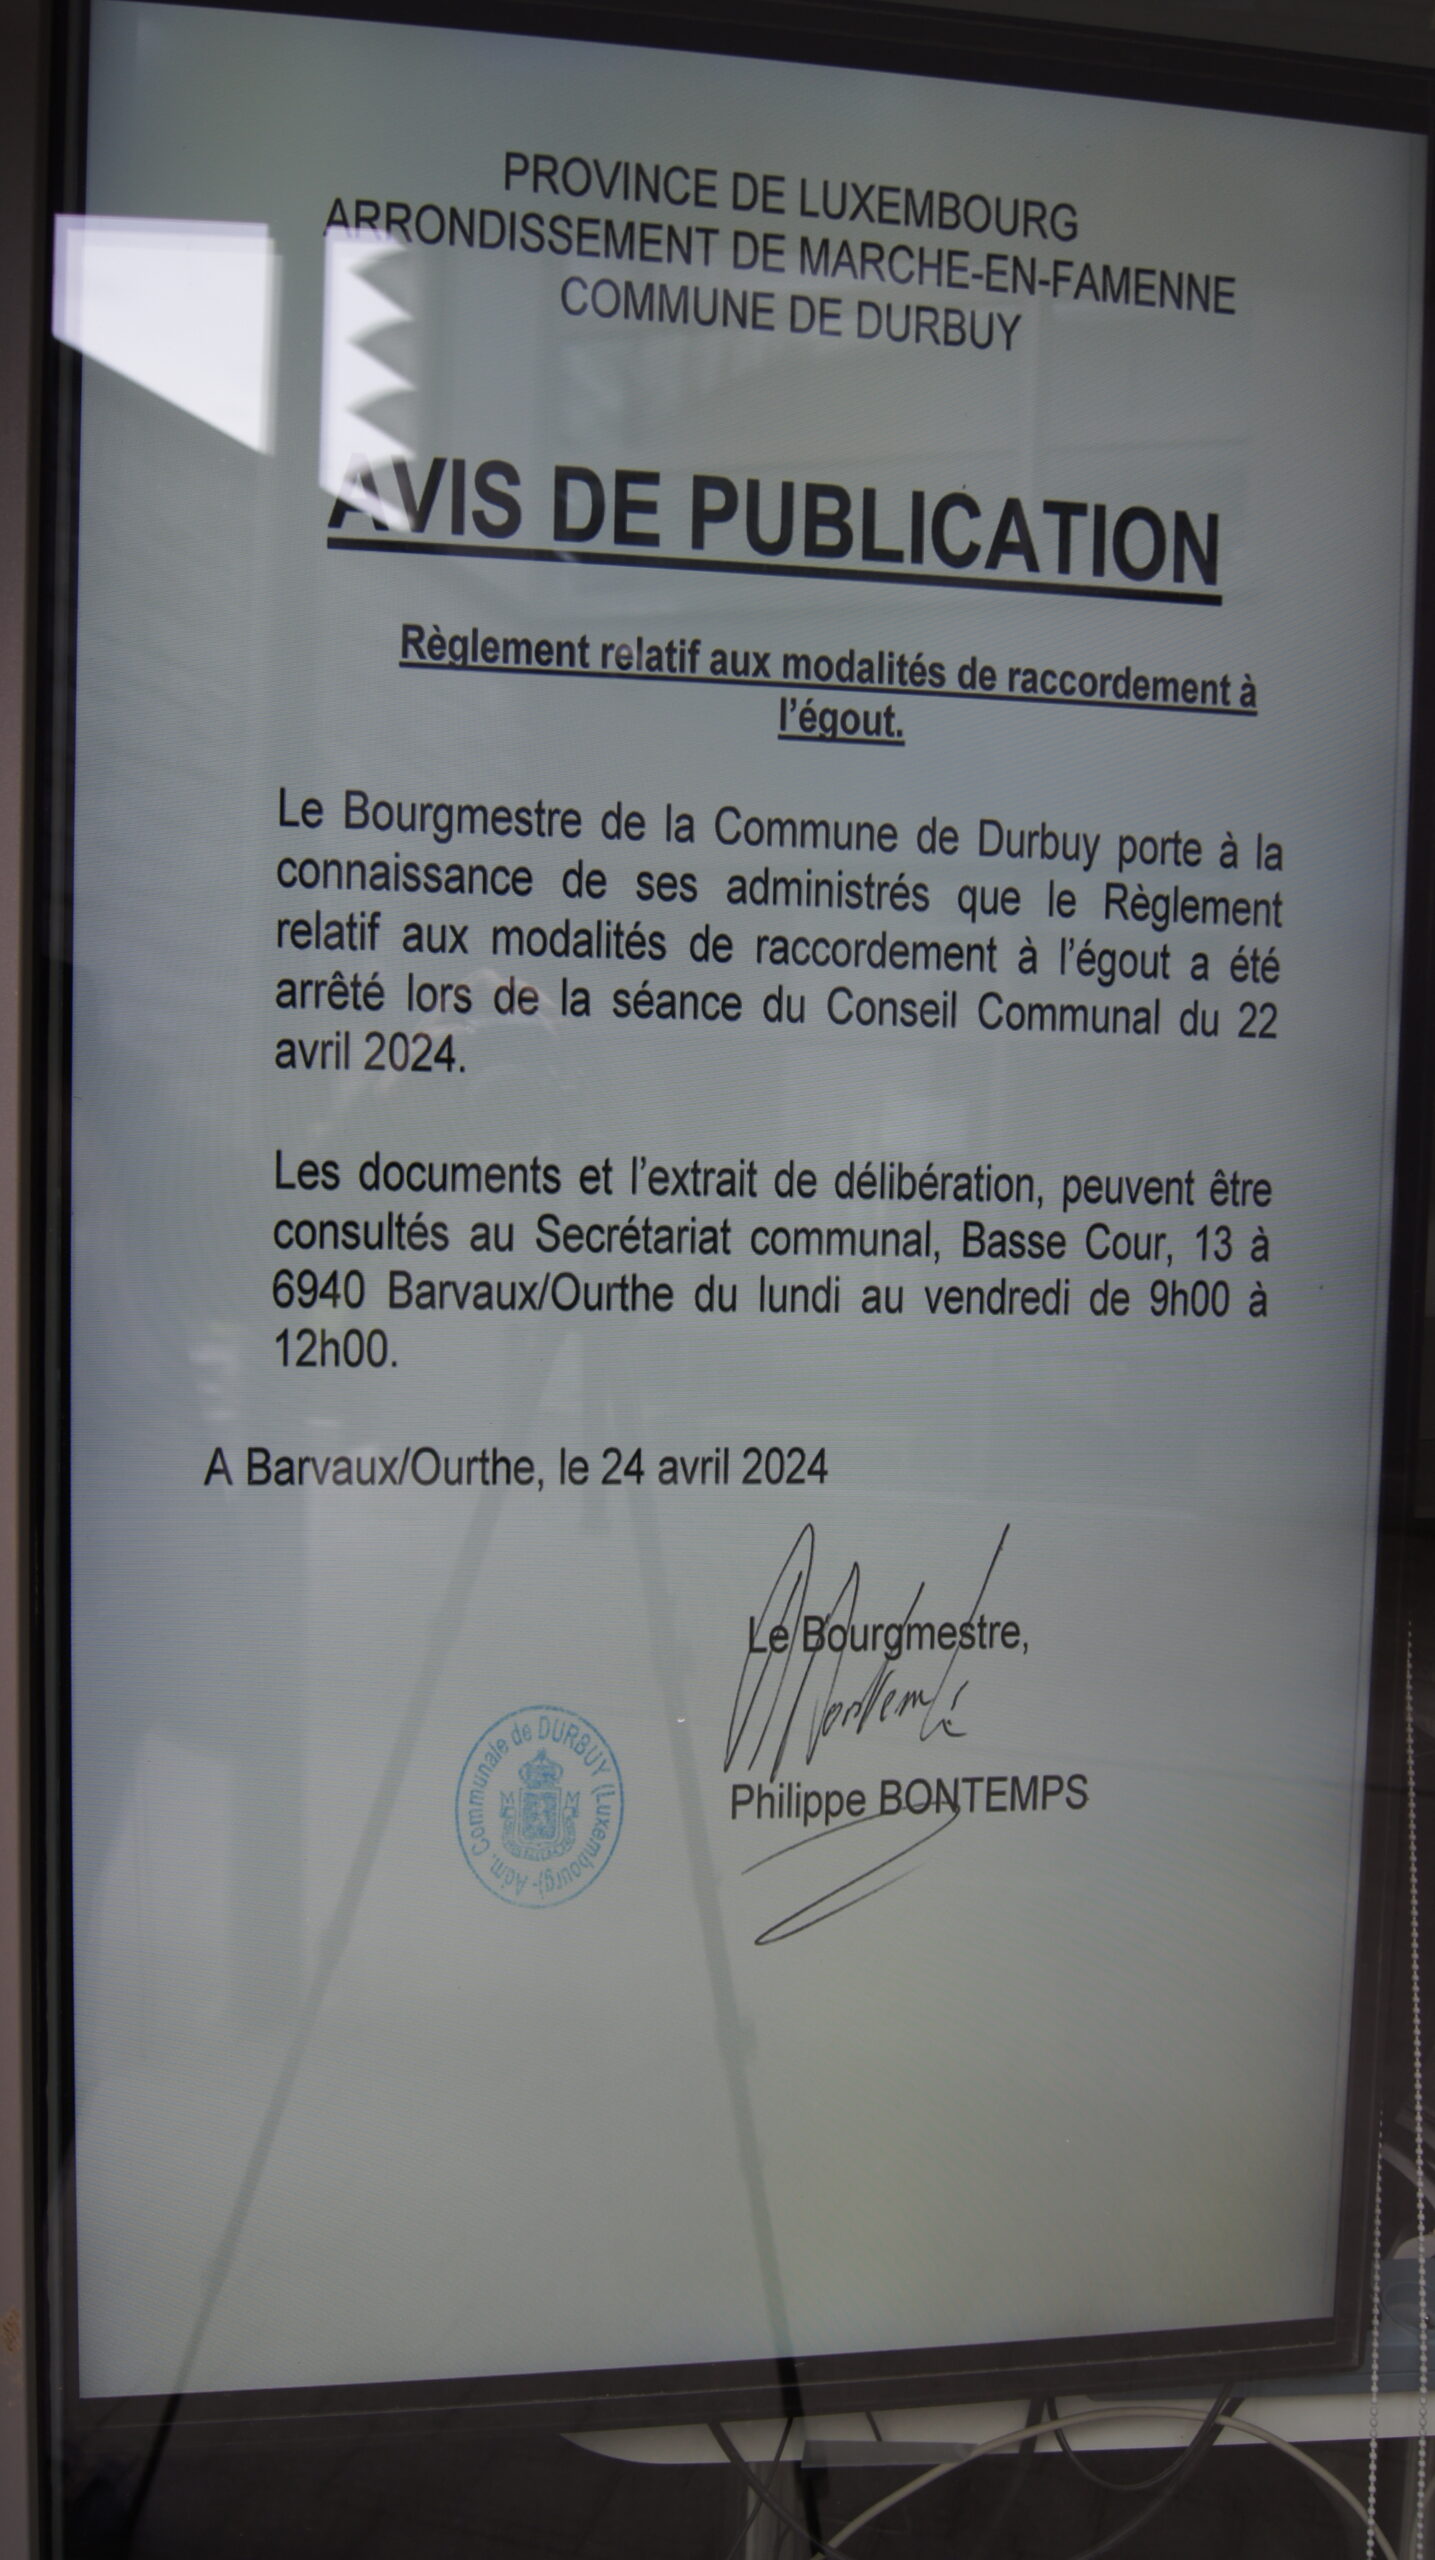 PROVINCE DE LUXEMBOURG
ARRONDISSEMENT DE MARCHE-EN-FAMENNE
COMMUNE DE DURBUY
AVIS DE PUBLICATION
Règlement relatif aux modalités de raccordement à
l'égout.
Le Bourgmestre de la Commune de Durbuy porte à la
connaissance de ses administrés que le Règlement
relatif aux modalités de raccordement à l'égout a été
arrêté lors de la séance du Conseil Communal du 22
avril 2024.
Les documents et l'extrait de délibération, peuvent être
consultés au Secrétariat communal, Basse Cour, 13 à
6940 Barvaux/Ourthe du lundi au vendredi de 9h00 à
12h00.
A Barvaux/Ourthe, le 24 avril 2024
Le Bourgmestre,
Philippe BONTEMPS
Adm. Communale de DURBUY (Luxembourg)-